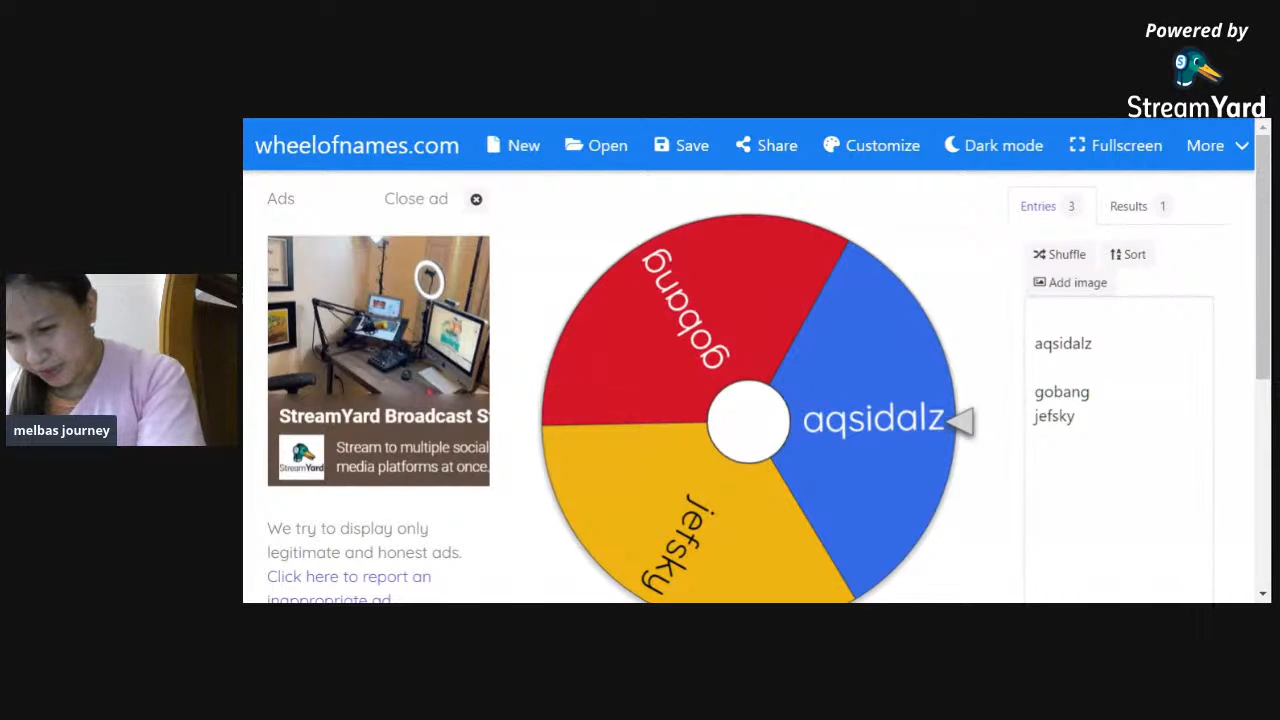 Powered by
StreamYard
wheelofnames.com New Open Save Share Customize Dark mode Fullscreen More
Ads Close ad
StreamYard Broadcast S
StreamYard
Stream to multiple social
media platforms at once.
We try to display only
legitimate and honest ads.
Click here to report an
inappropriate ad
gobang
aqsidalz
jefsky
Entries 3 Results 1
Shuffle Sort
Add image
aqsidalz
gobang
jefsky
melbas journey